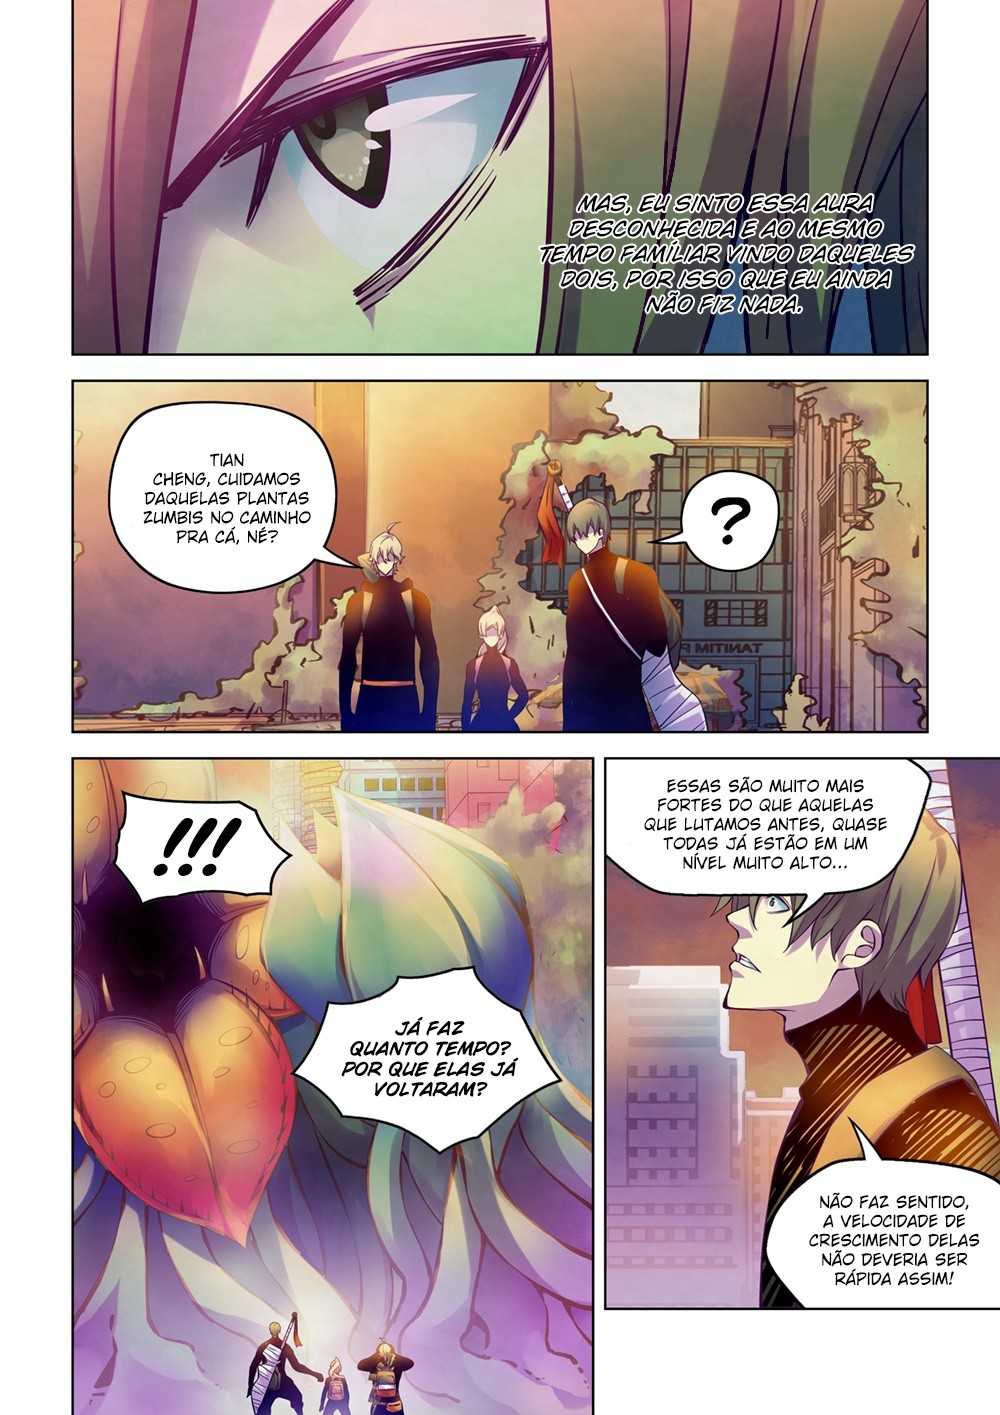 MAS, EU SINTO ESSA AURA
DESCONHECIDA E AO MESMO
TEMPO FAMÍLIAR VINDO DAQUELES
DOIS, POR ISSO QUE EU AINDA
NÃO FIZ NADA.
TIAN
CHENG, CUIDAMOS
DAQUELAS PLANTAS
ZUMBIS NO CAMINHO
PRA CÁ, NÉ?
?
TANITIM P
!!!
JÁ FAZ
QUANTO TEMPO?
POR QUE ELAS JÁ
VOLTARAM?
ESSAS SÃO MUITO MAIS
FORTES DO QUE AQUELAS
QUE LUTAMOS ANTES, QUASE
TODAS JÁ ESTÃO EM UM
NÍVEL MUITO ALTO...
NÃO FAZ SENTIDO,
A VELOCIDADE DE
CRESCIMENTO DELAS
NÃO DEVERIA SER
RÁPIDA ASSIM!